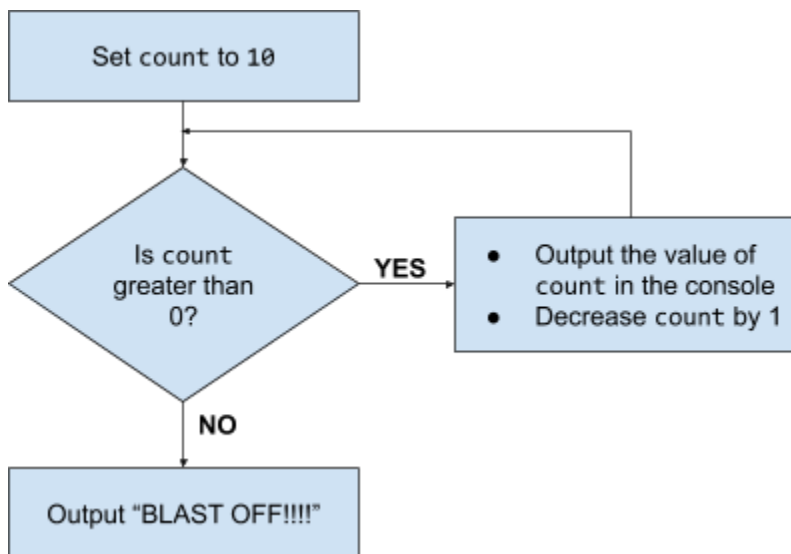 Set count to 10
Is count
greater than
0?
YES
● Output the value of
count in the console
● Decrease count by 1
NO
Output “BLAST OFF!!!!”